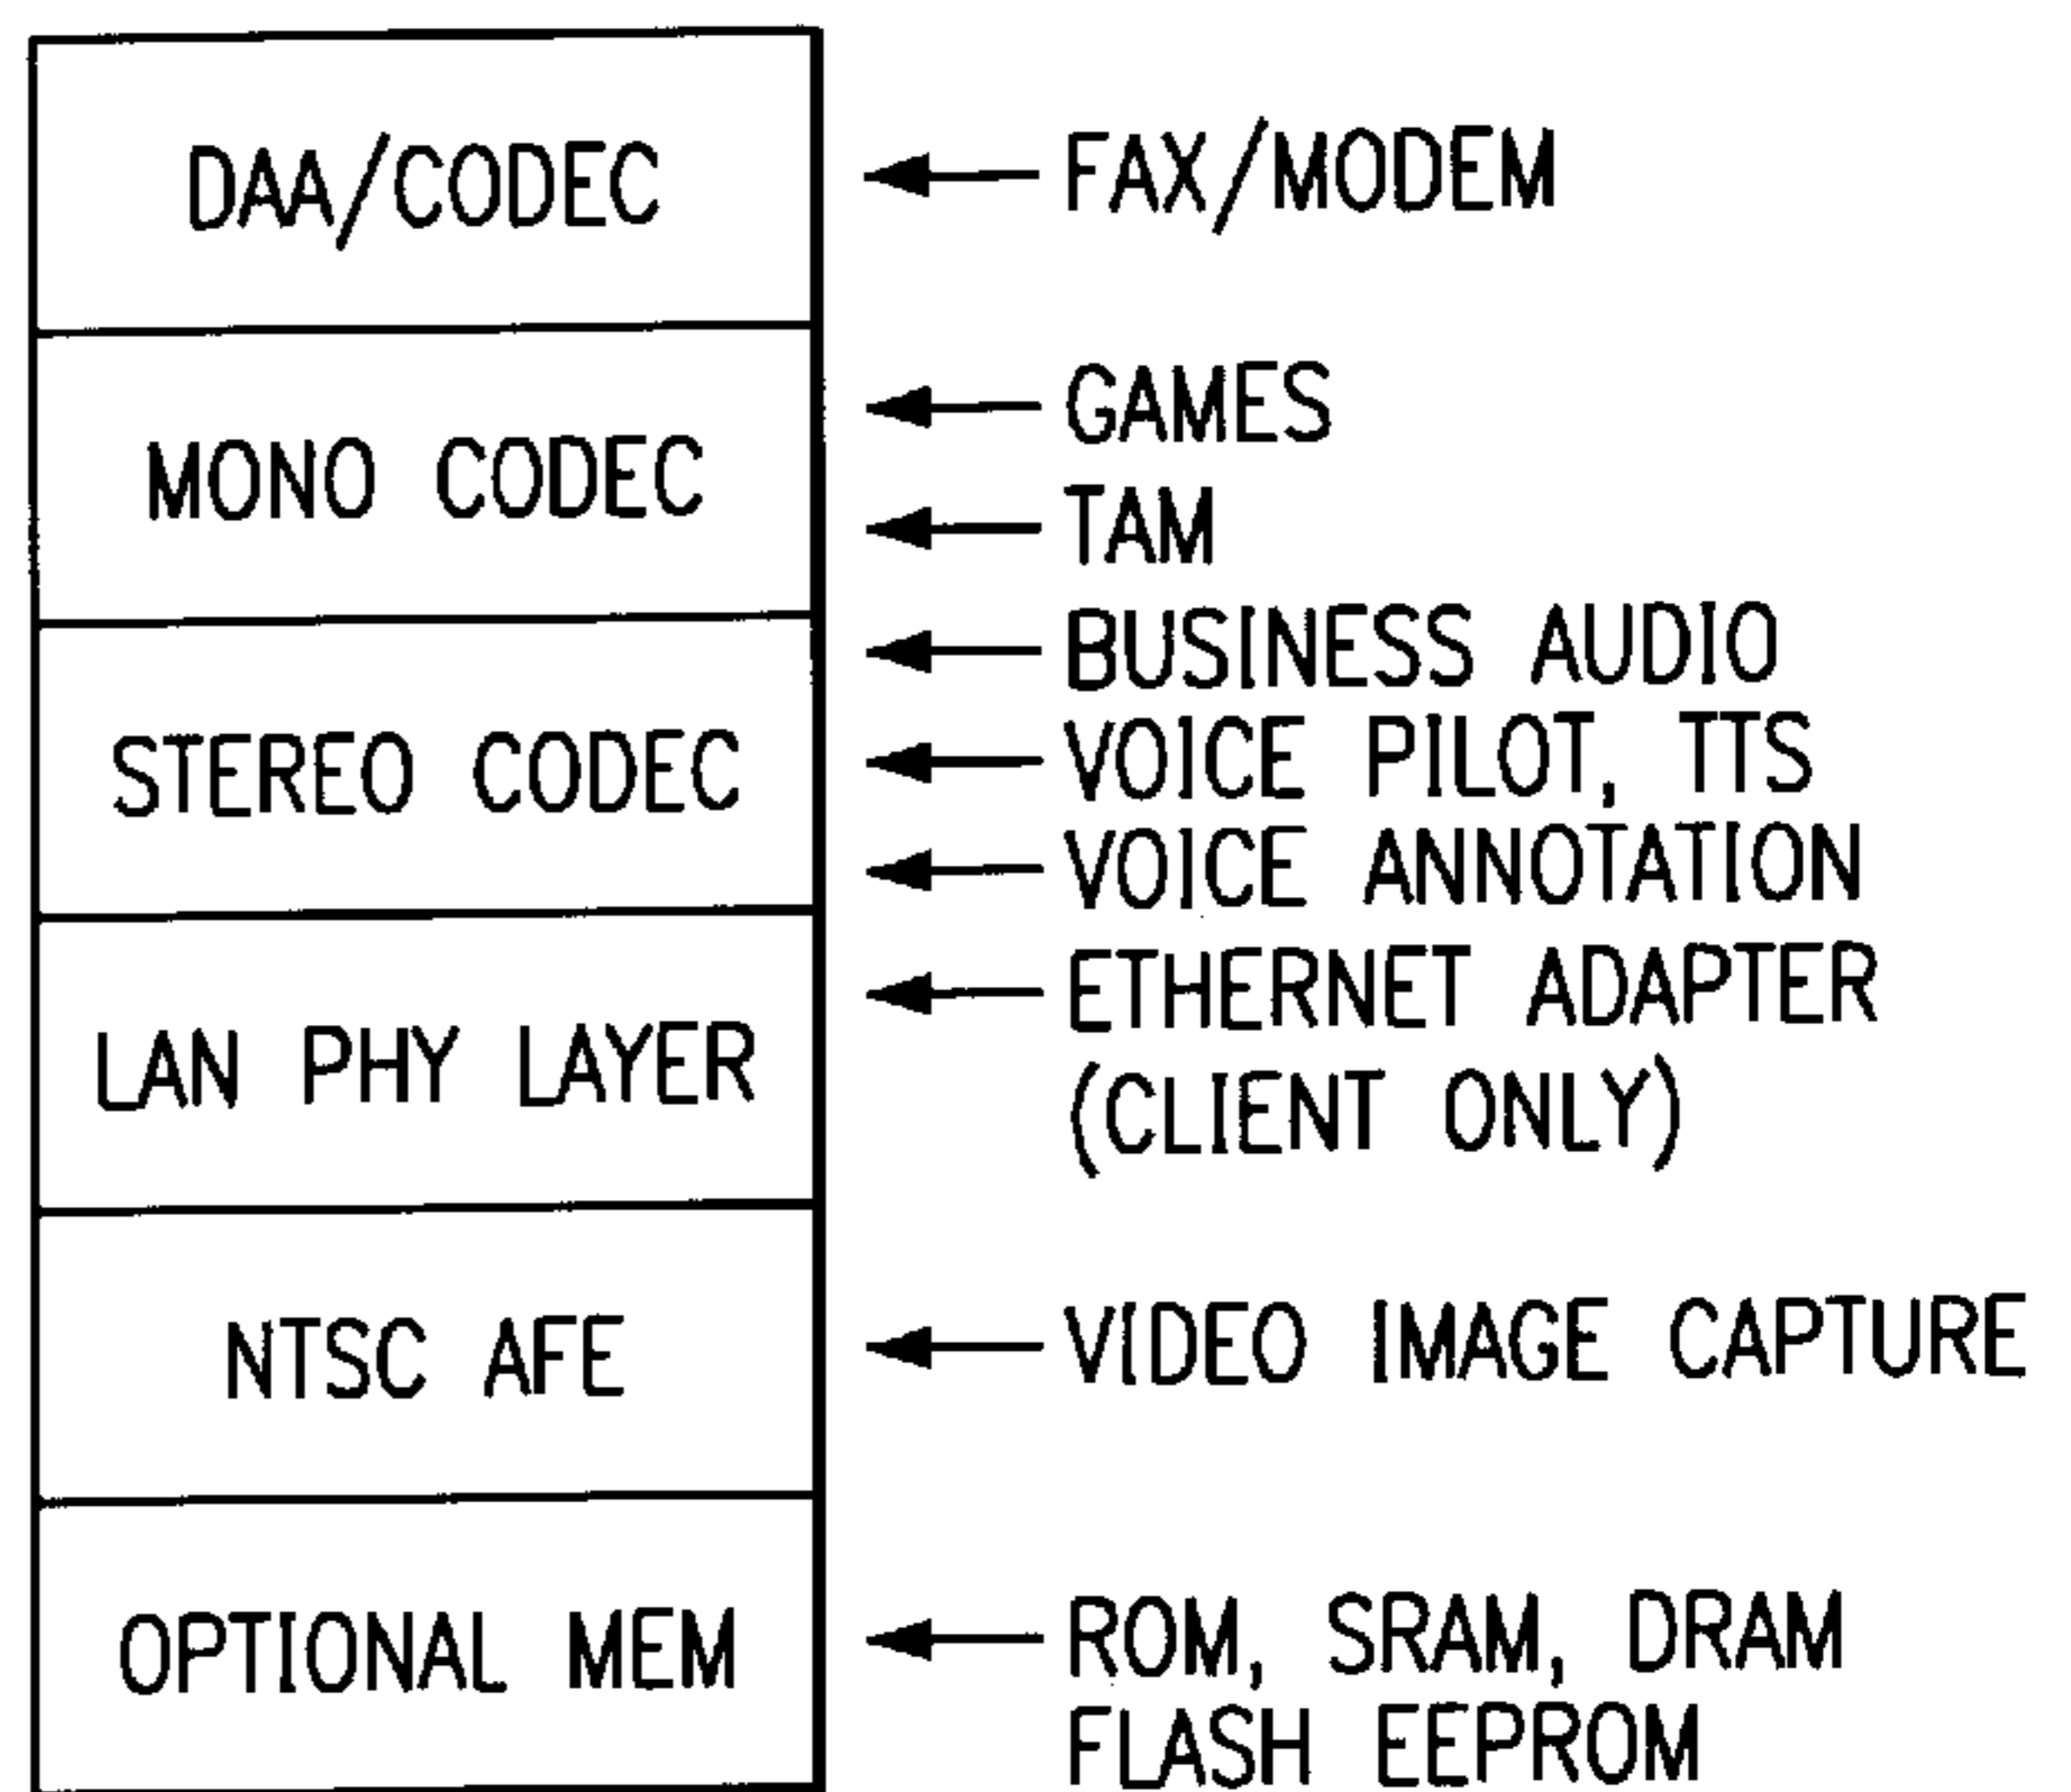 DAA/CODEC
FAX/MODEM
MONO CODEC
GAMES
TAM
STEREO CODEC
BUSINESS AUDIO
VOICE PILOT, TTS
VOICE ANNOTATION
LAN PHY LAYER
ETHERNET ADAPTER
(CLIENT ONLY)
NTSC AFE
VIDEO IMAGE CAPTURE
OPTIONAL MEM
ROM, SRAM, DRAM
FLASH EEPROM